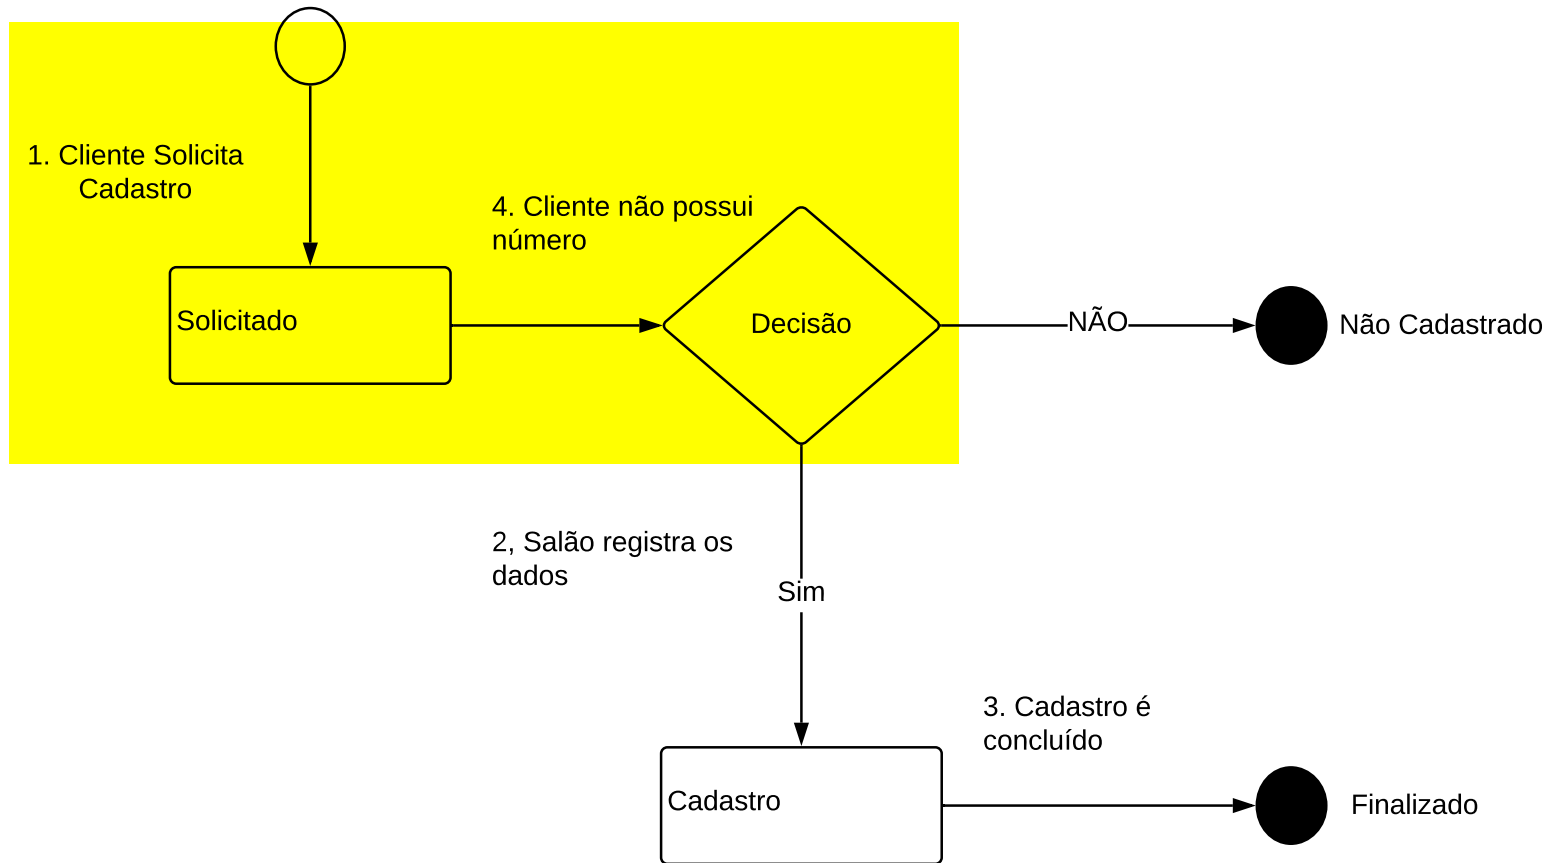 1. Cliente Solicita
Cadastro
4. Cliente não possui
número
Solicitado
Decisão
NÃO
Não Cadastrado
2, Salão registra os
dados
Sim
3. Cadastro é
concluído
Cadastro
Finalizado